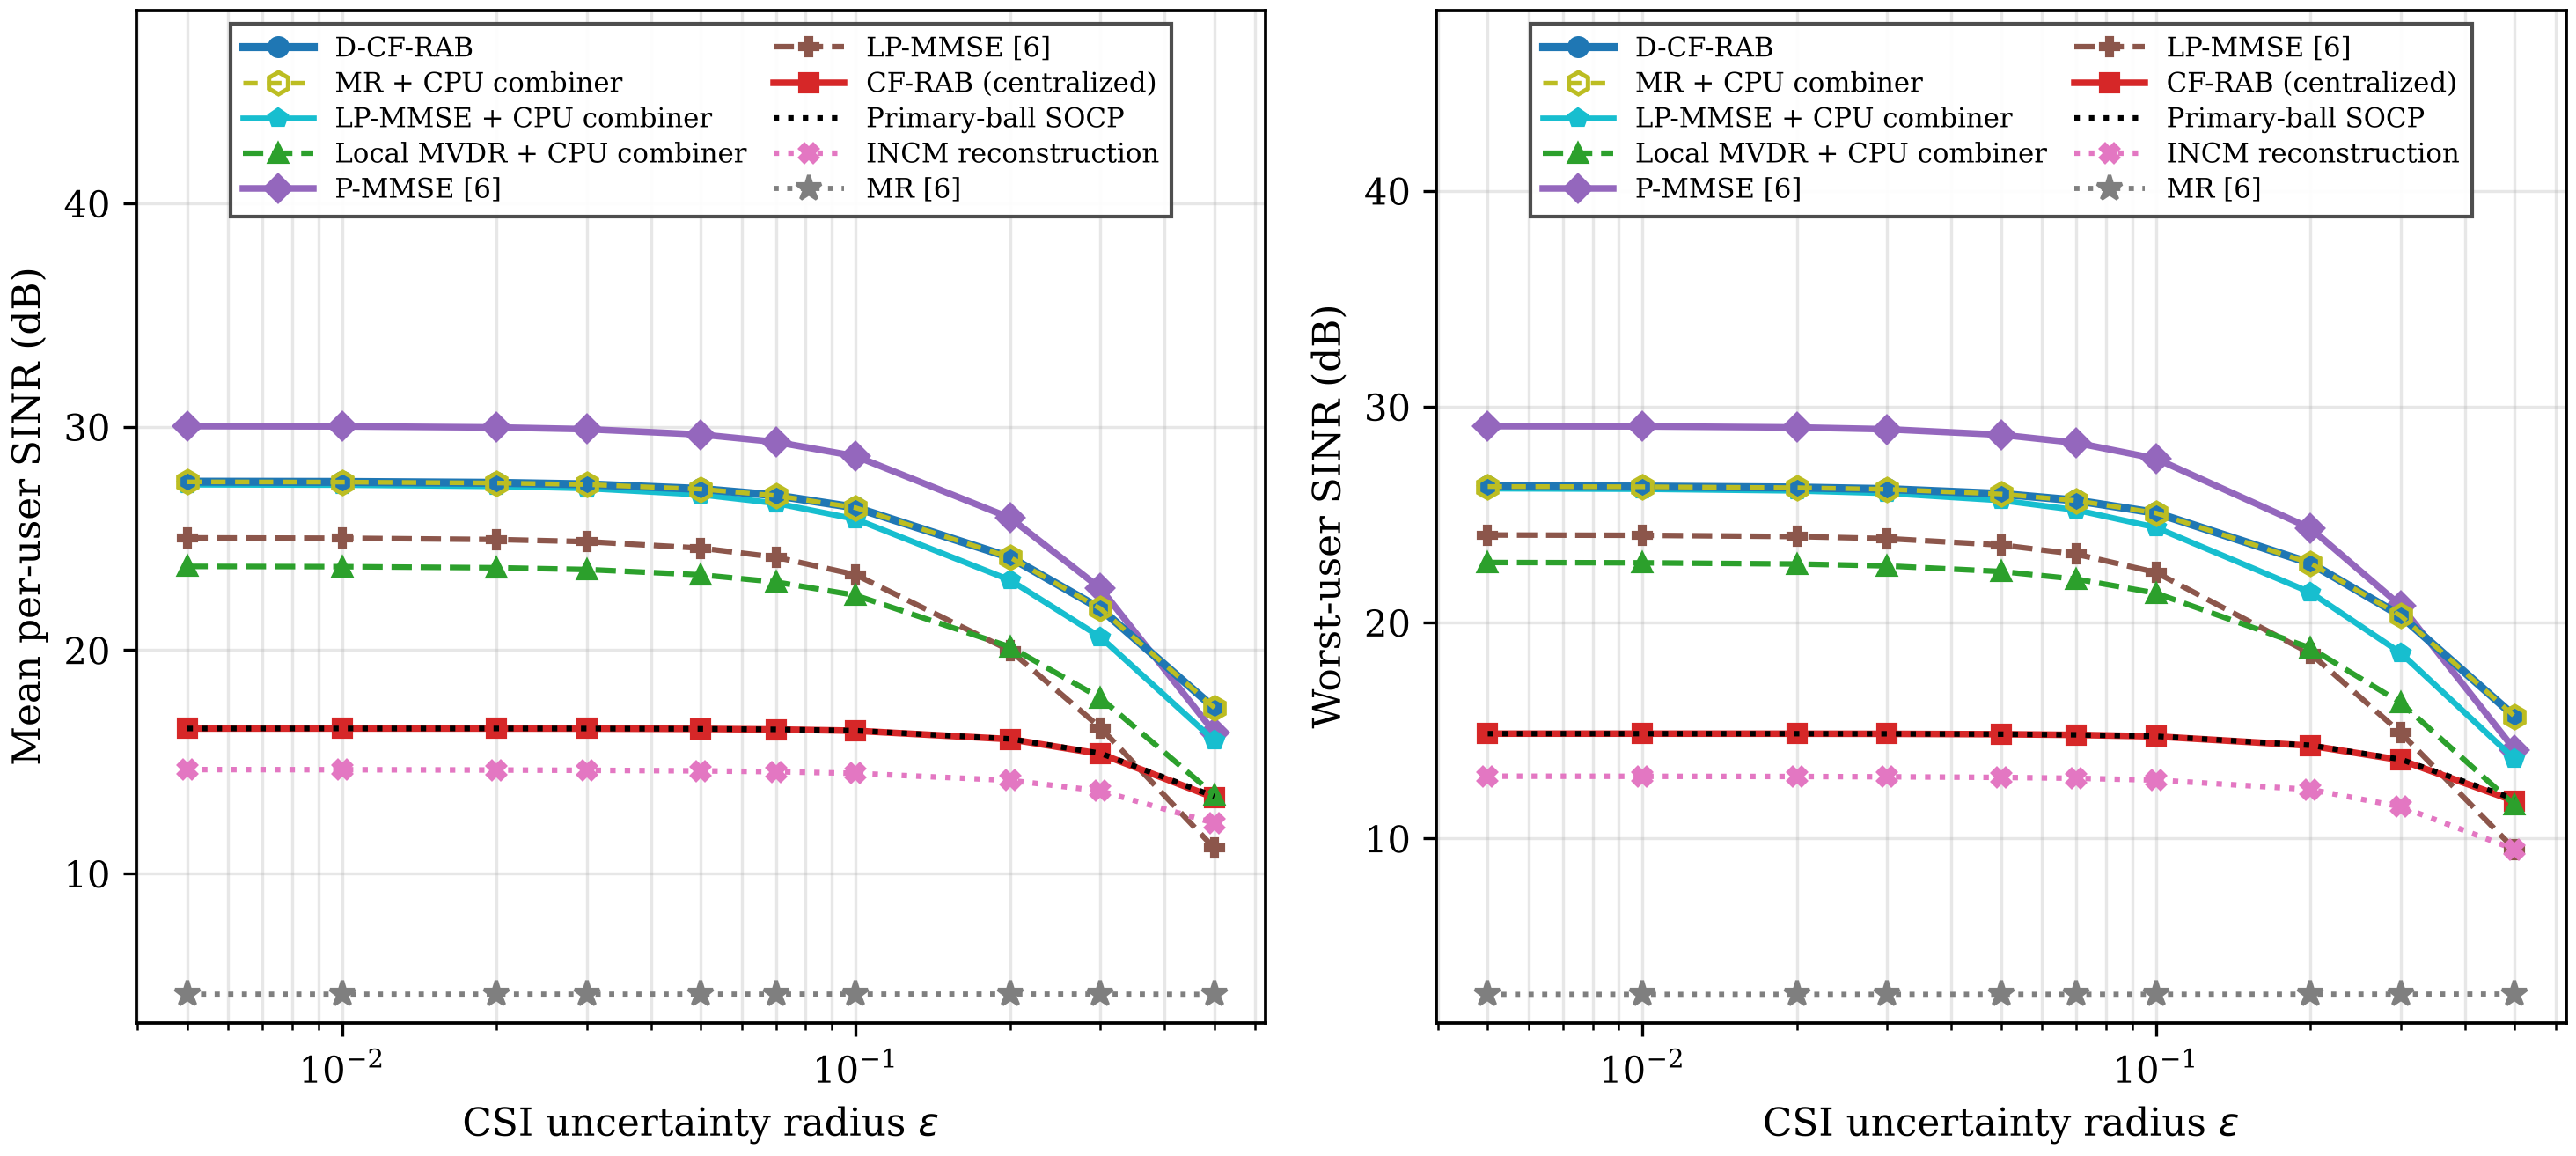 D-CF-RAB
MR + CPU combiner
LP-MMSE + CPU combiner
Local MVDR + CPU combiner
P-MMSE [6]
LP-MMSE [6]
CF-RAB (centralized)
Primary-ball SOCP
INCM reconstruction
MR [6]
40
30
20
10
Mean per-user SINR (dB)
10⁻²
10⁻¹
CSI uncertainty radius ε
D-CF-RAB
MR + CPU combiner
LP-MMSE + CPU combiner
Local MVDR + CPU combiner
P-MMSE [6]
LP-MMSE [6]
CF-RAB (centralized)
Primary-ball SOCP
INCM reconstruction
MR [6]
40
30
20
10
Worst-user SINR (dB)
10⁻²
10⁻¹
CSI uncertainty radius ε